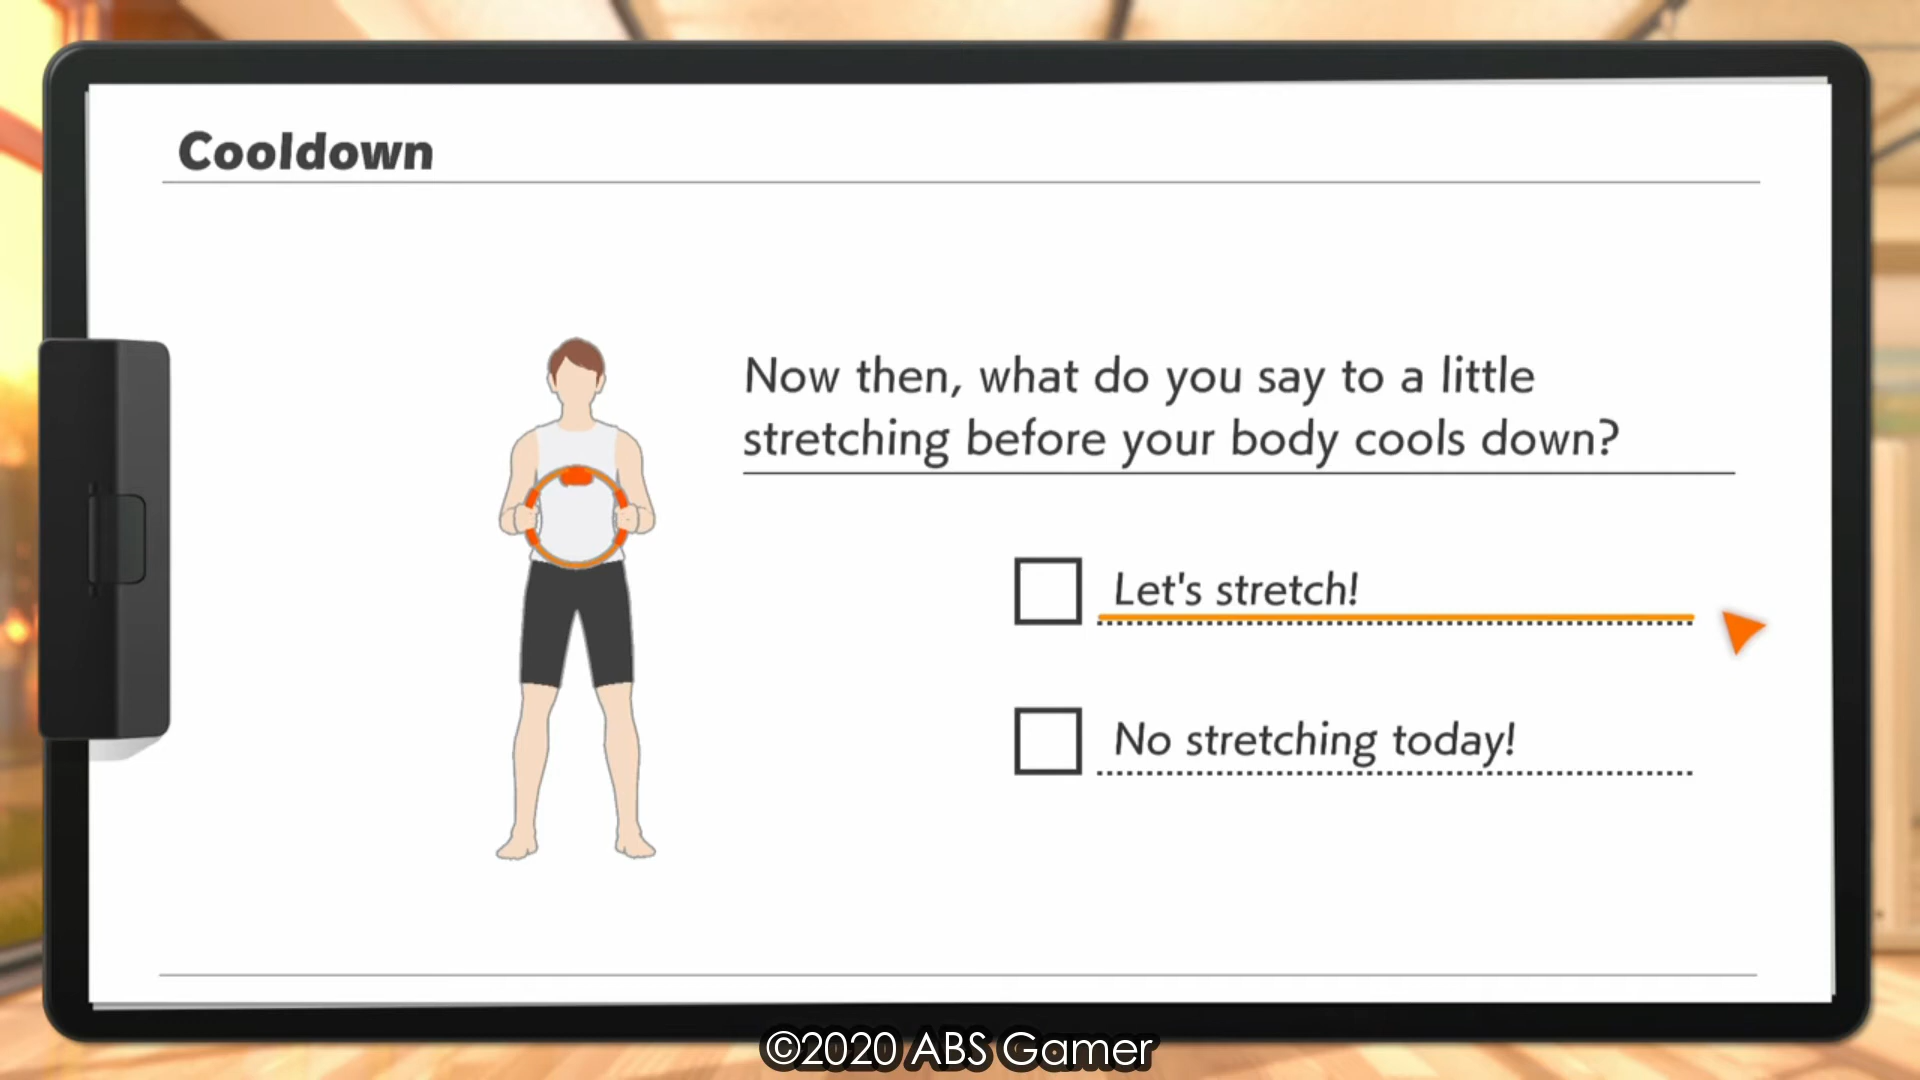 Cooldown
Now then, what do you say to a little
stretching before your body cools down?
Let's stretch!
No stretching today!
©2020 ABS Gamer